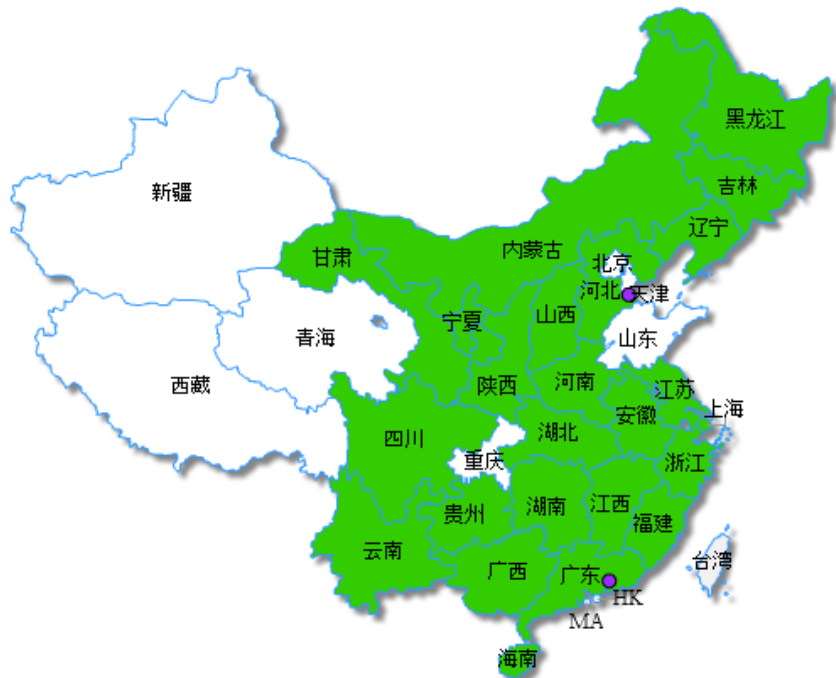 黑龙江
吉林
辽宁
新疆
内蒙古
甘肃
北京
河北
天津
宁夏
山西
山东
青海
陕西
河南
江苏
西藏
安徽
上海
四川
湖北
重庆
浙江
贵州
湖南
江西
福建
云南
广西
广东
台湾
HK
MA
海南